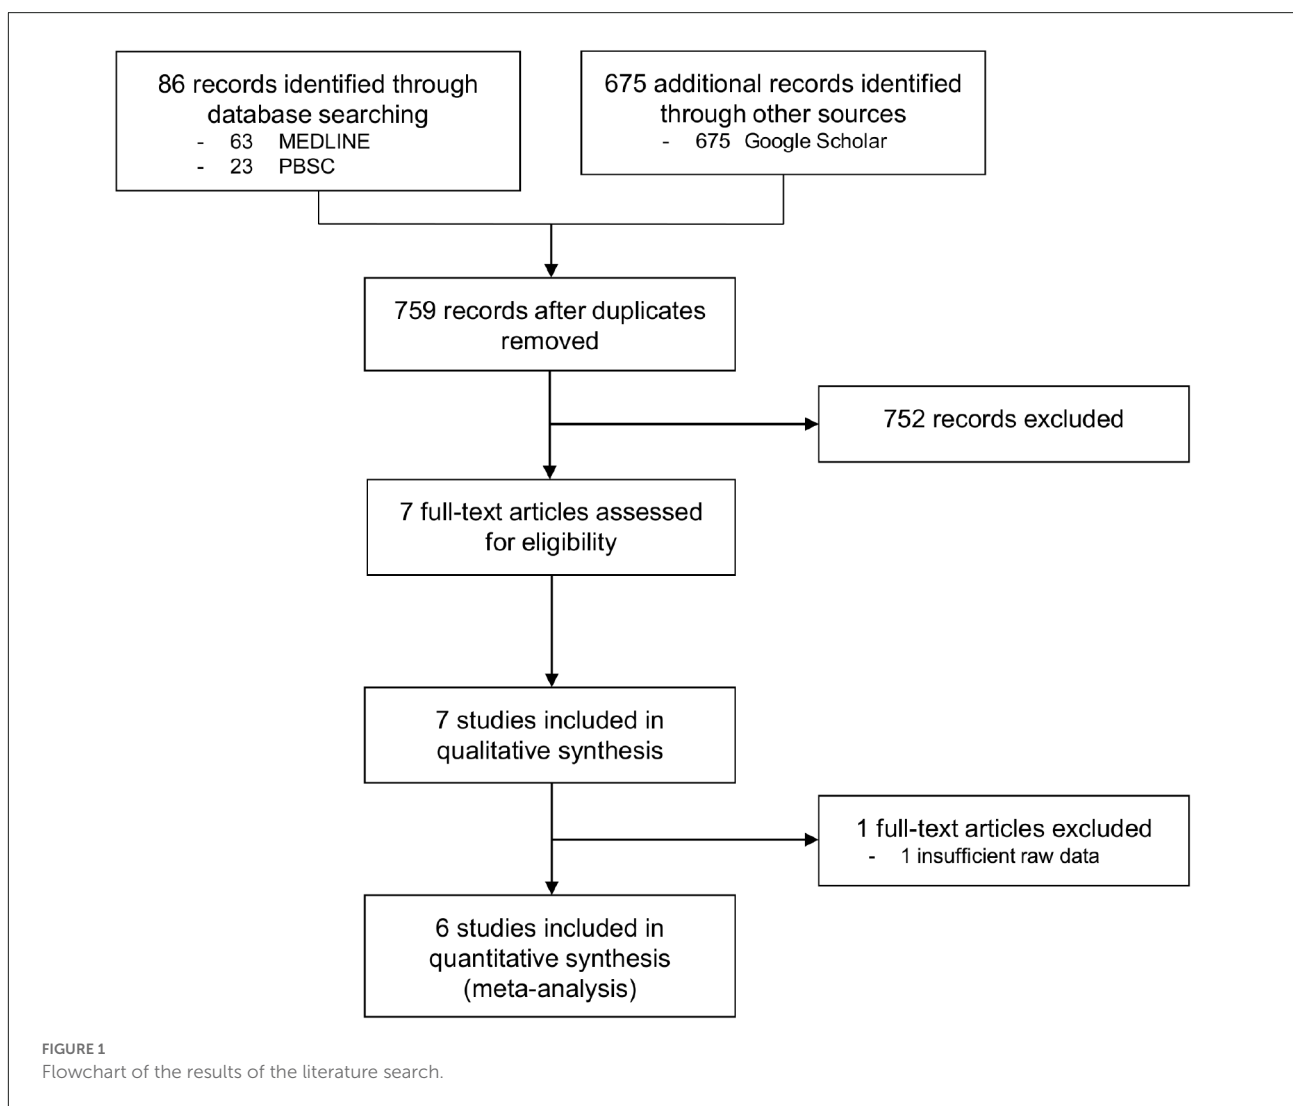 86 records identified through
database searching
- 63 MEDLINE
- 23 PBSC
675 additional records identified
through other sources
- 675 Google Scholar
759 records after duplicates
removed
752 records excluded
7 full-text articles assessed
for eligibility
7 studies included in
qualitative synthesis
1 full-text articles excluded
- 1 insufficient raw data
6 studies included in
quantitative synthesis
(meta-analysis)
FIGURE 1
Flowchart of the results of the literature search.